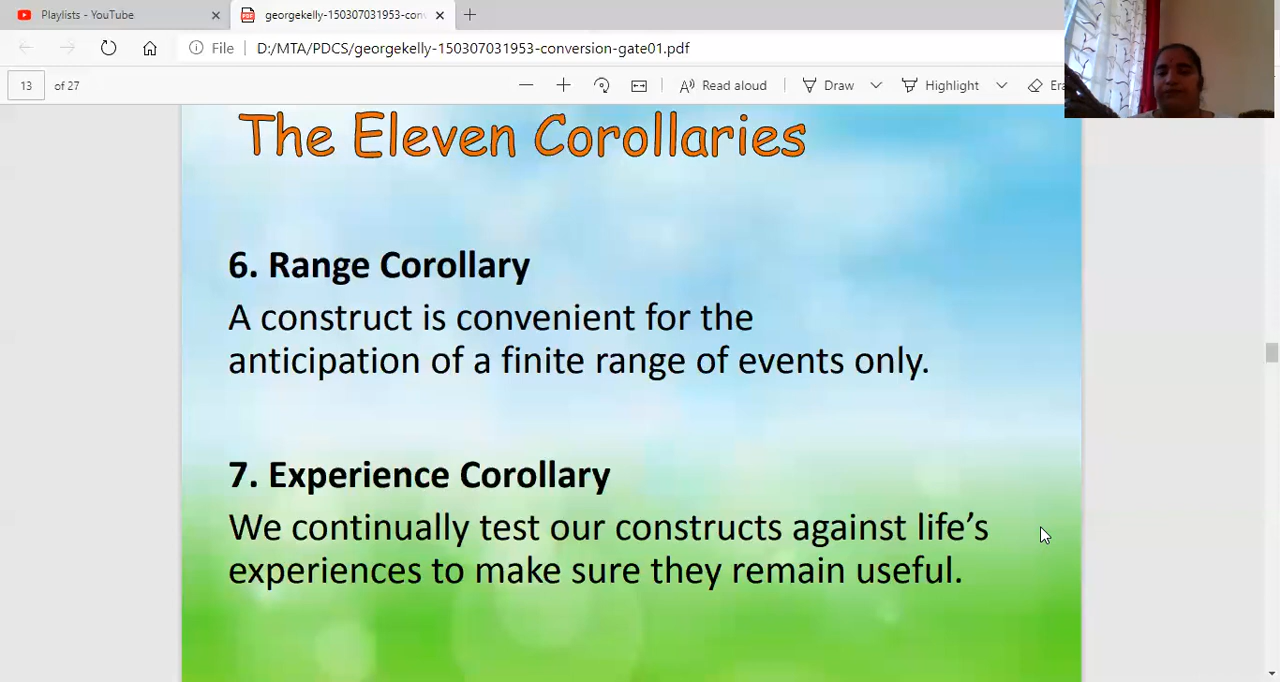 Playlists - YouTube
georgekelly-150307031953-con
File
D:/MTA/PDCS/georgekelly-150307031953-conversion-gate01.pdf
13 of 27
Read aloud
Draw
Highlight
Era
The Eleven Corollaries
6. Range Corollary
A construct is convenient for the
anticipation of a finite range of events only.
7. Experience Corollary
We continually test our constructs against life’s
experiences to make sure they remain useful.